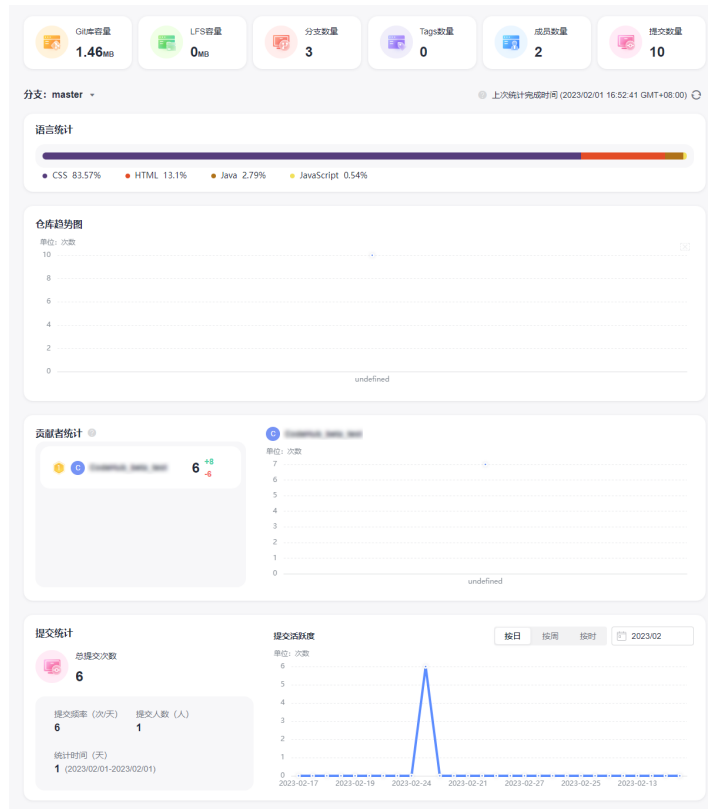 Git库容量
1.46MB
LFS容量
0MB
分支数量
3
Tags数量
0
成员数量
2
提交数量
10
分支：master
上次统计完成时间 (2023/02/01 16:52:41 GMT+08:00)
语言统计
CSS 83.57% HTML 13.1% Java 2.79% JavaScript 0.54%
仓库趋势图
单位：次数
10
8
6
4
2
0
undefined
贡献者统计
C
6 +8
-6
C
单位：次数
7
6
5
4
3
2
1
0
undefined
提交统计
总提交次数
6
提交频率（次/天） 提交人数（人）
6 1
统计时间（天）
1 (2023/02/01-2023/02/01)
提交活跃度
按日 按周 按时 2023/02
单位：次数
6
5
4
3
2
1
0
2023-02-17 2023-02-19 2023-02-24 2023-02-21 2023-02-27 2023-02-25 2023-02-13